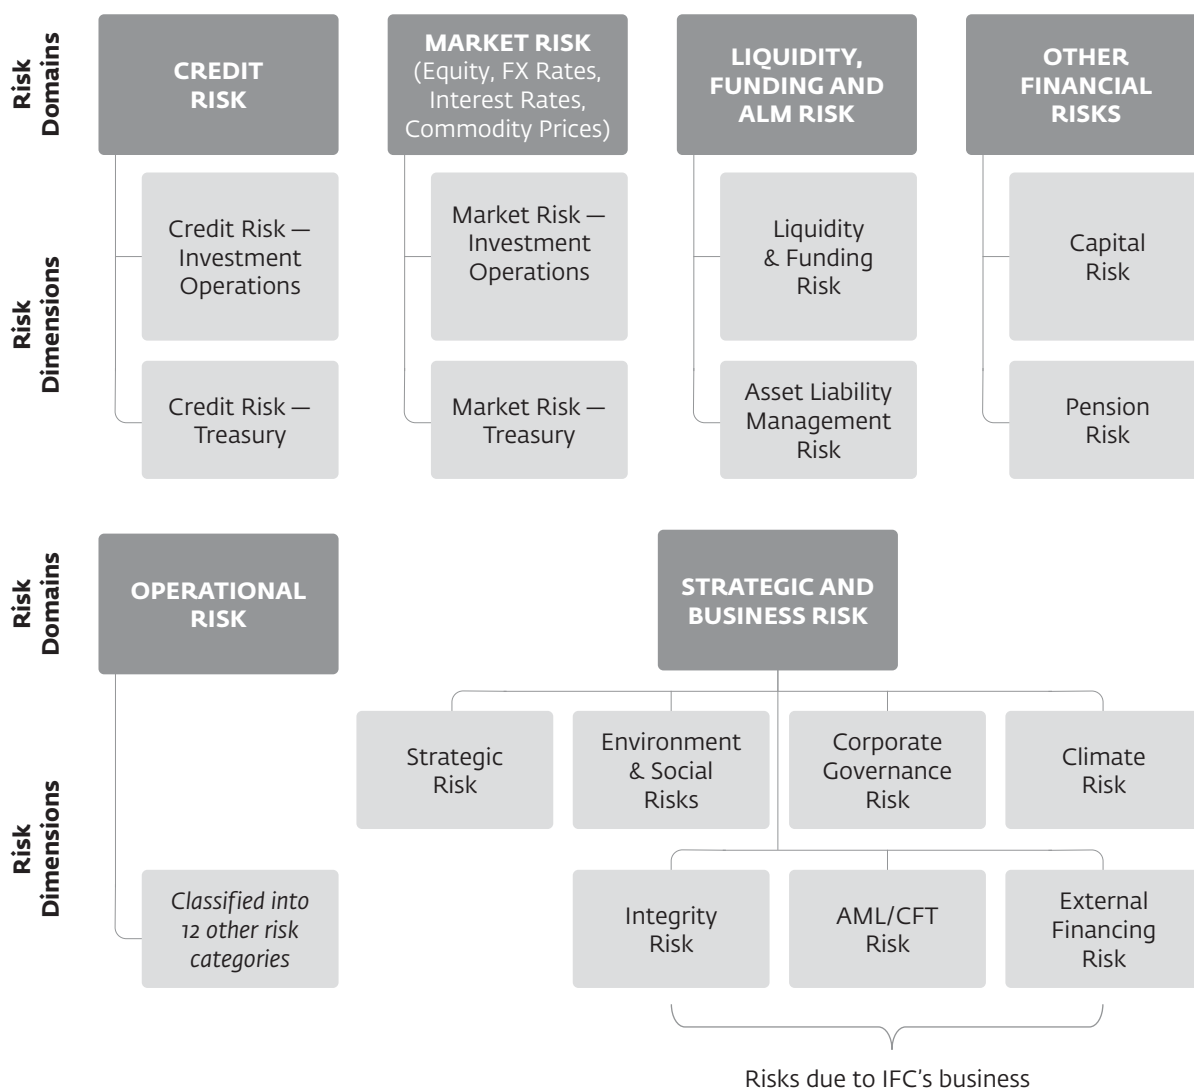 Risk
Domains
CREDIT
RISK
MARKET RISK
(Equity, FX Rates,
Interest Rates,
Commodity Prices)
LIQUIDITY,
FUNDING AND
ALM RISK
OTHER
FINANCIAL
RISKS
Risk
Dimensions
Credit Risk —
Investment
Operations
Market Risk —
Investment
Operations
Liquidity
& Funding
Risk
Capital
Risk
Credit Risk —
Treasury
Market Risk —
Treasury
Asset Liability
Management
Risk
Pension
Risk
Risk
Domains
OPERATIONAL
RISK
STRATEGIC AND
BUSINESS RISK
Risk
Dimensions
Strategic
Risk
Environment
& Social
Risks
Corporate
Governance
Risk
Climate
Risk
Classified into
12 other risk
categories
Integrity
Risk
AML/CFT
Risk
External
Financing
Risk
Risks due to IFC's business